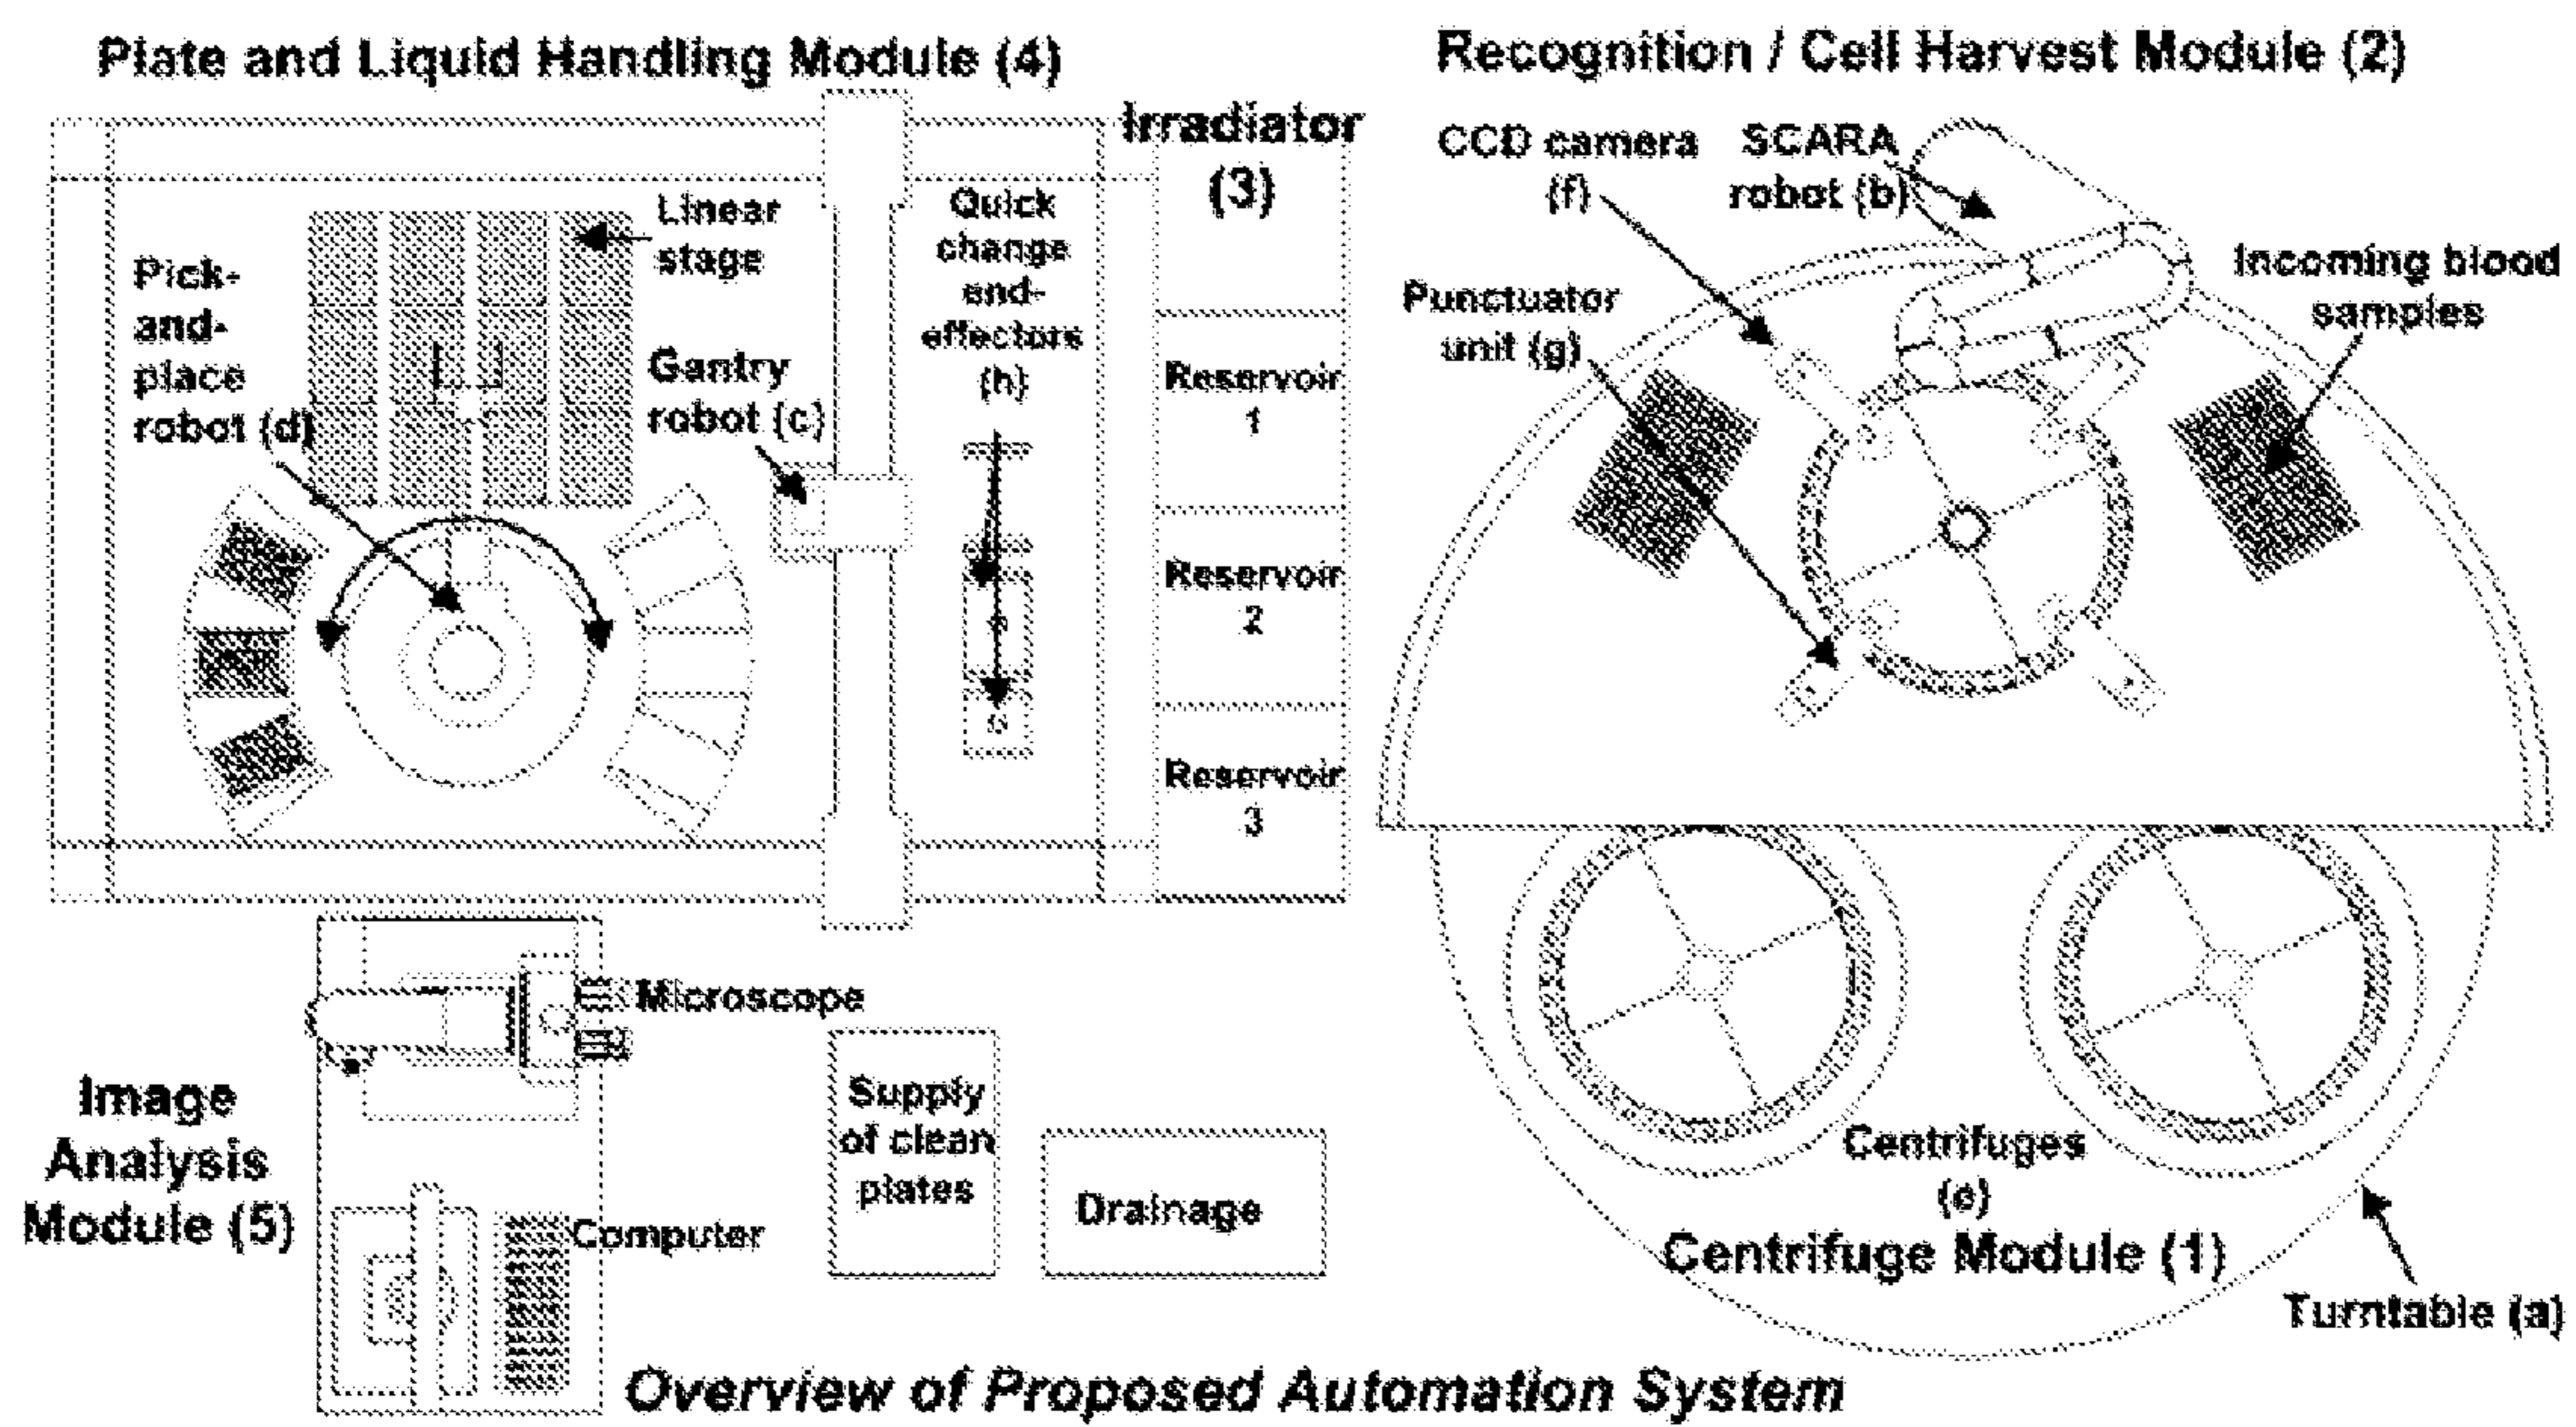 Plate and Liquid Handling Module (4)
Recognition / Cell Harvest Module (2)
Irradiator
(3)
CCD camera
(f)
SCARA
robot (b)
Linear
stage
Quick
change
end-
effectors
(h)
Pick-
and-
place
robot (d)
Gantry
robot (c)
Punctuator
unit (g)
Incoming blood
samples
Reservoir
1
Reservoir
2
Reservoir
3
Microscope
Image
Analysis
Module (5)
Supply
of clean
plates
Drainage
Computer
Centrifuges
(e)
Centrifuge Module (1)
Turntable (a)
Overview of Proposed Automation System